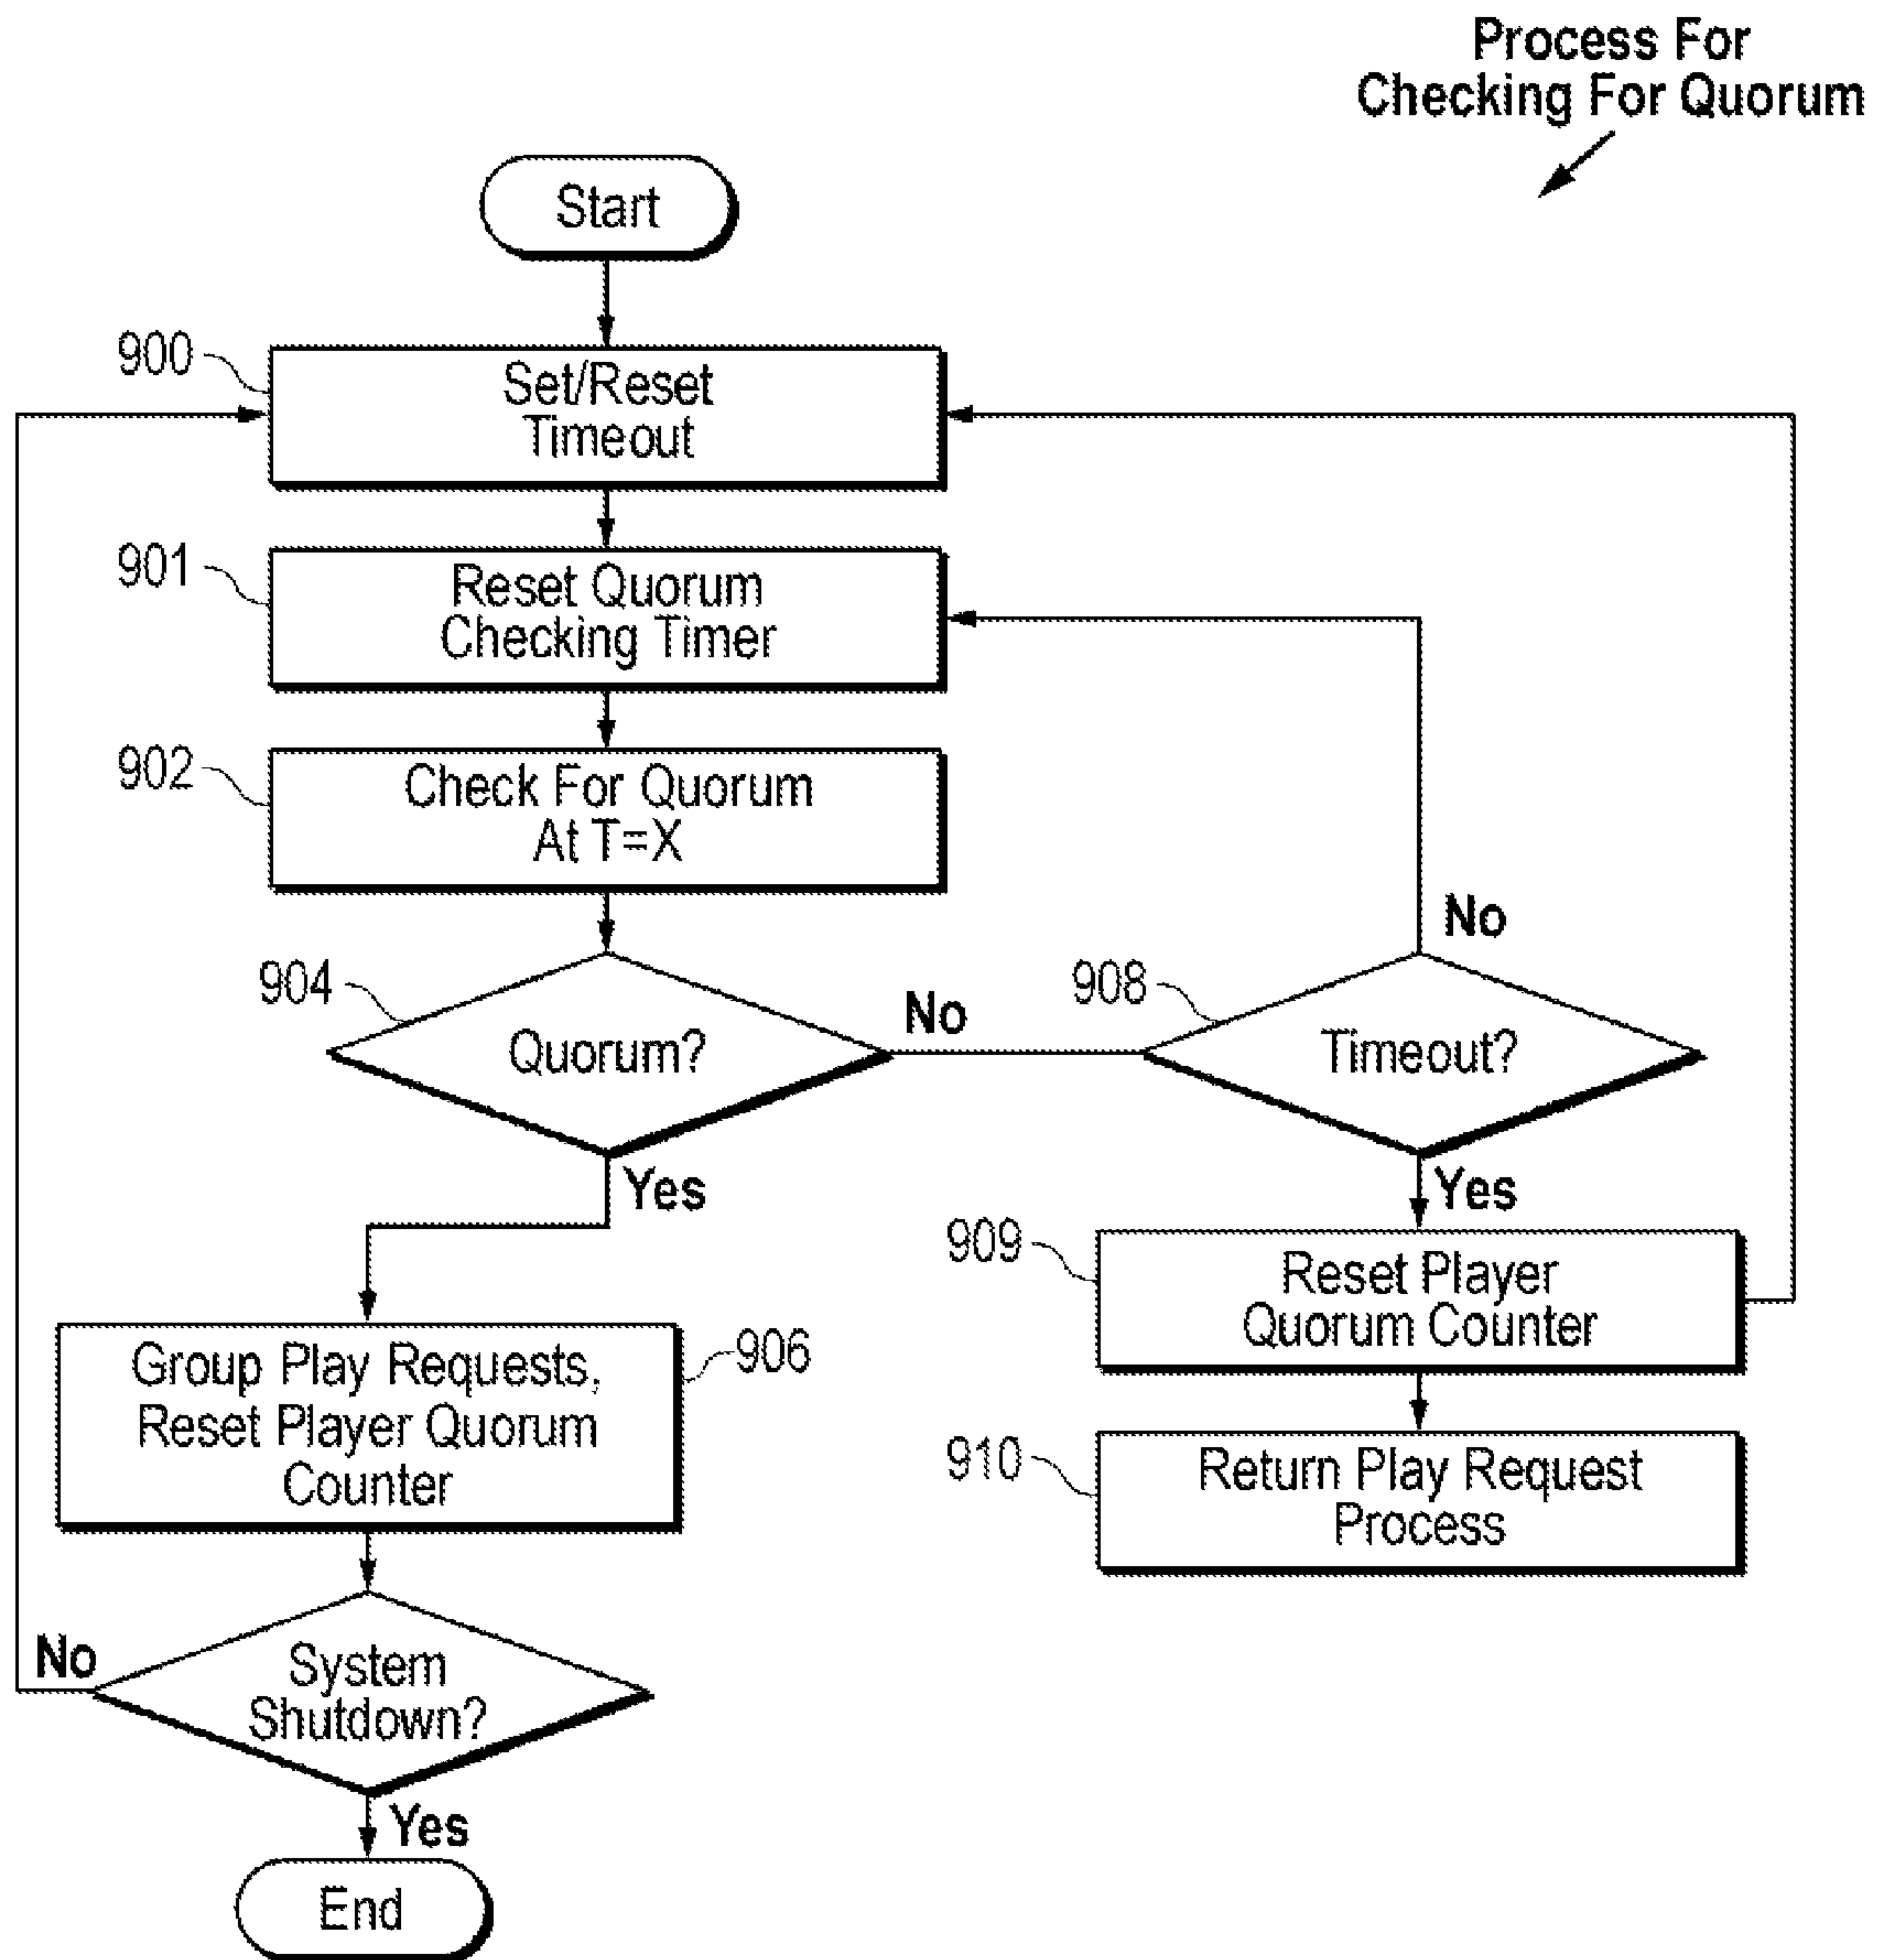 Process For
Checking For Quorum
Start
900
Set/Reset
Timeout
901
Reset Quorum
Checking Timer
902
Check For Quorum
At T=X
904
Quorum?
No
908
Timeout?
No
Yes
Yes
909
Reset Player
Quorum Counter
906
Group Play Requests,
Reset Player Quorum
Counter
910
Return Play Request
Process
No
System
Shutdown?
Yes
End